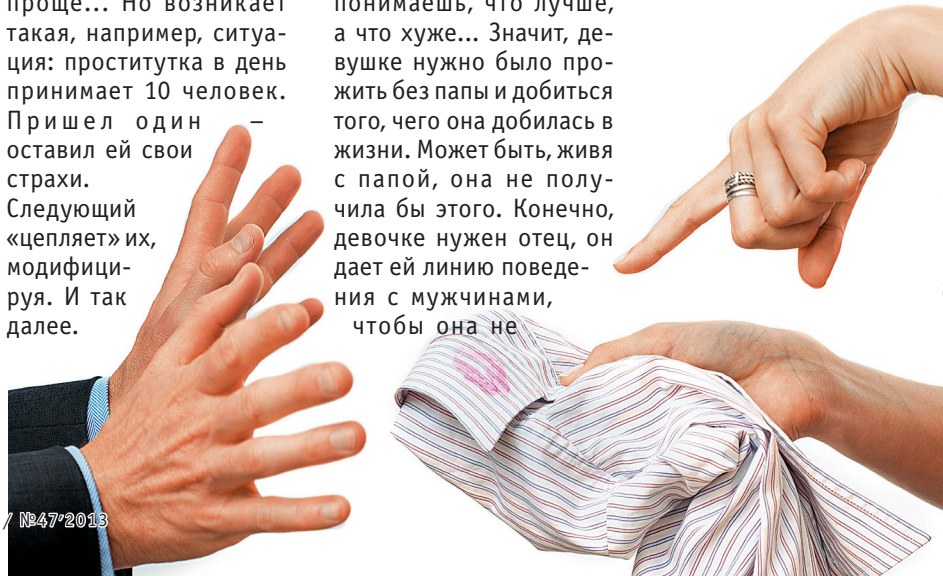 проще... Но возникает
такая, например, ситуа-
ция: проститутка в день
принимает 10 человек.
Пришел один –
оставил ей свои
страхи.
Следующий
«цепляет» их,
модифици-
руя. И так
далее.
понимаешь, что лучше,
а что хуже... Значит, де-
вушке нужно было про-
жить без папы и добиться
того, чего она добилась в
жизни. Может быть, живя
с папой, она не полу-
чила бы этого. Конечно,
девочке нужен отец, он
дает ей линию поведе-
ния с мужчинами,
чтобы она не
/ №47'2013